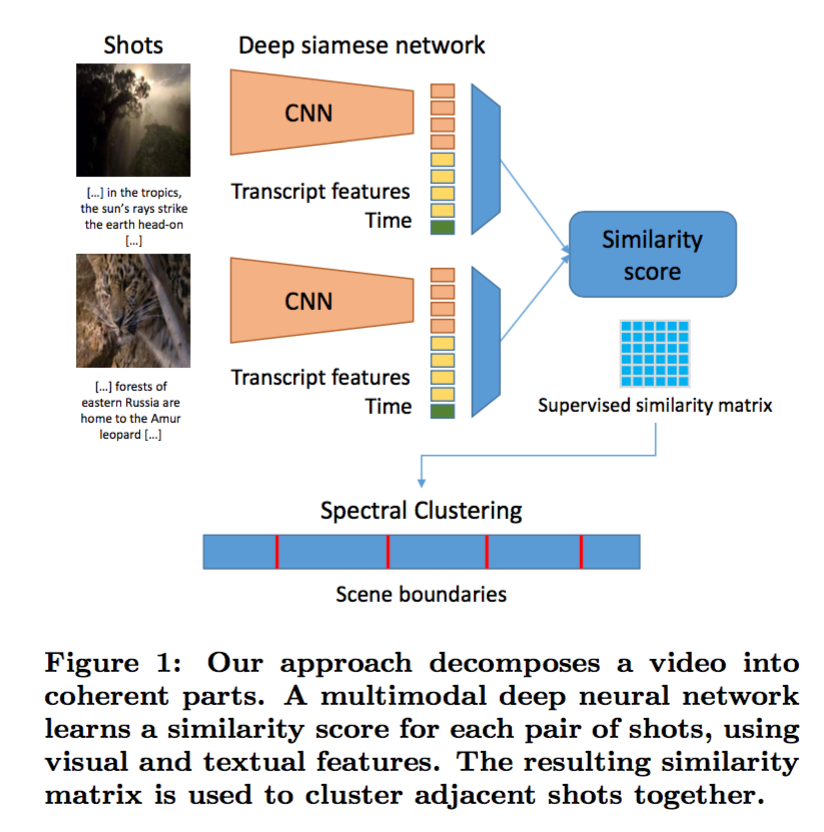 Shots
Deep siamese network
CNN
[...] in the tropics,
the sun's rays strike
the earth head-on
[...]
Transcript features
Time
Similarity
score
CNN
[...] forests of
eastern Russia are
home to the Amur
leopard [...]
Transcript features
Time
Supervised similarity matrix
Spectral Clustering
Scene boundaries
Figure 1: Our approach decomposes a video into
coherent parts. A multimodal deep neural network
learns a similarity score for each pair of shots, using
visual and textual features. The resulting similarity
matrix is used to cluster adjacent shots together.